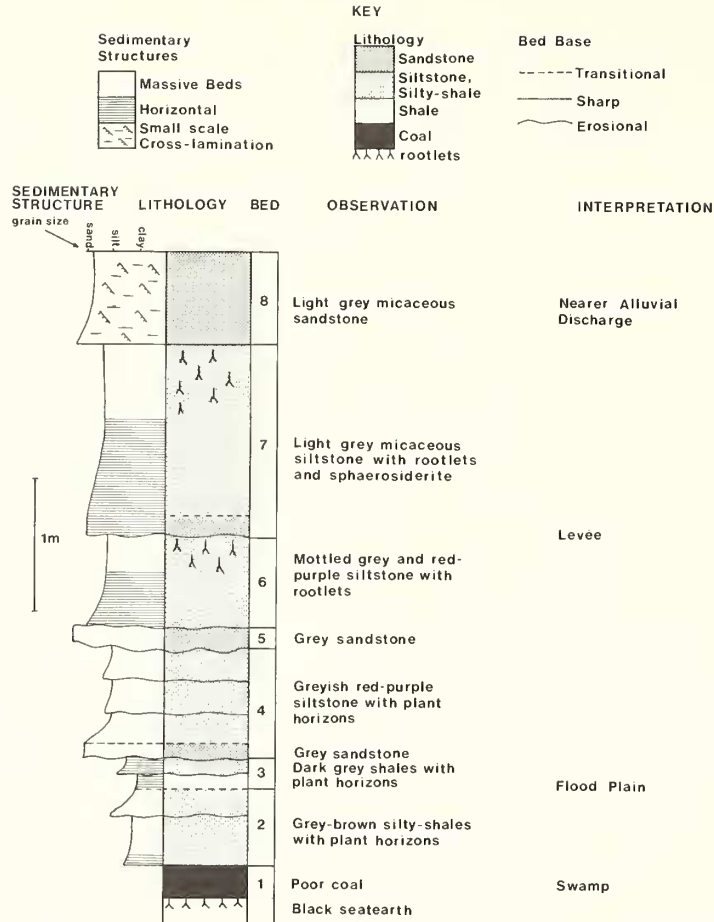 KEY
Sedimentary
Structures
Massive Beds
Horizontal
Small scale
Cross-lamination
Lithology
Sandstone
Siltstone,
Silty-shale
Shale
Coal
rootlets
Bed Base
Transitional
Sharp
Erosional
SEDIMENTARY
STRUCTURE
LITHOLOGY
BED
OBSERVATION
INTERPRETATION
grain size
sand
silt
clay
8
Light grey micaceous
sandstone
Nearer Alluvial
Discharge
7
Light grey micaceous
siltstone with rootlets
and sphaerosiderite
1m
Levée
6
Mottled grey and red-
purple siltstone with
rootlets
5
Grey sandstone
4
Greyish red-purple
siltstone with plant
horizons
Grey sandstone
3
Dark grey shales with
plant horizons
Flood Plain
2
Grey-brown silty-shales
with plant horizons
1
Poor coal
Swamp
Black seatearth